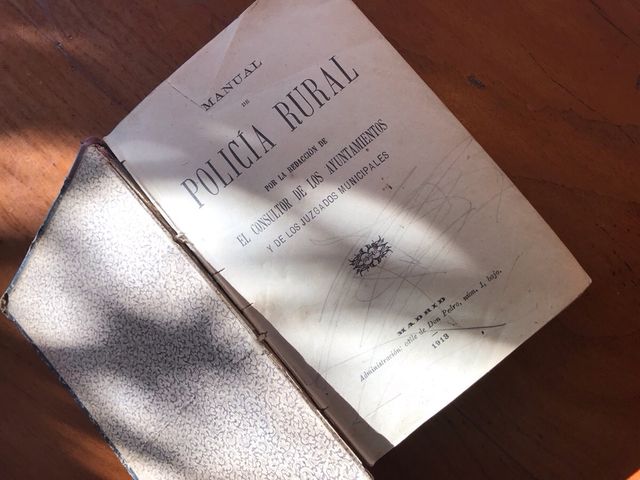 MANUAL
DE
POLICÍA RURAL
POR LA REDACCIÓN DE
EL CONSULTOR DE LOS AYUNTAMIENTOS
Y DE LOS JUZGADOS MUNICIPALES
MADRID
Administración: calle de Don Pedro, núm. 1, bajo.
1913